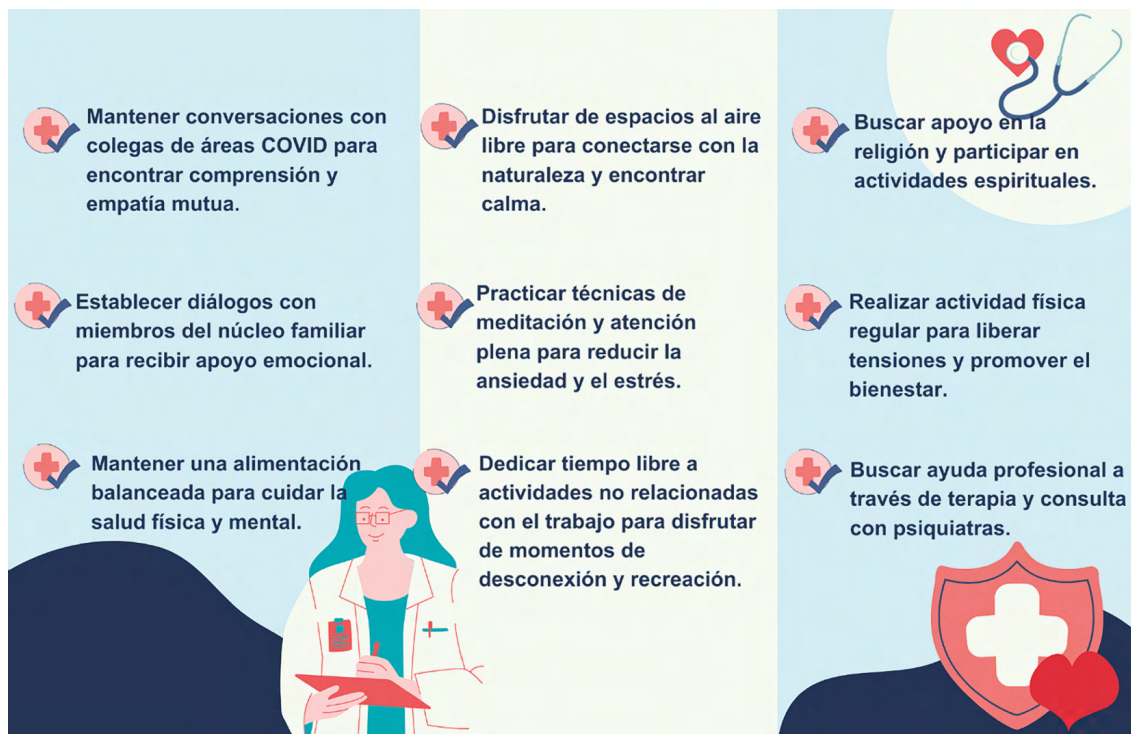 Mantener conversaciones con
colegas de áreas COVID para
encontrar comprensión y
empatía mutua.
Establecer diálogos con
miembros del núcleo familiar
para recibir apoyo emocional.
Mantener una alimentación
balanceada para cuidar la
salud física y mental.
Disfrutar de espacios al aire
libre para conectarse con la
naturaleza y encontrar
calma.
Practicar técnicas de
meditación y atención
plena para reducir la
ansiedad y el estrés.
Dedicar tiempo libre a
actividades no relacionadas
con el trabajo para disfrutar
de momentos de
desconexión y recreación.
Buscar apoyo en la
religión y participar en
actividades espirituales.
Realizar actividad física
regular para liberar
tensiones y promover el
bienestar.
Buscar ayuda profesional a
través de terapia y consulta
con psiquiatras.